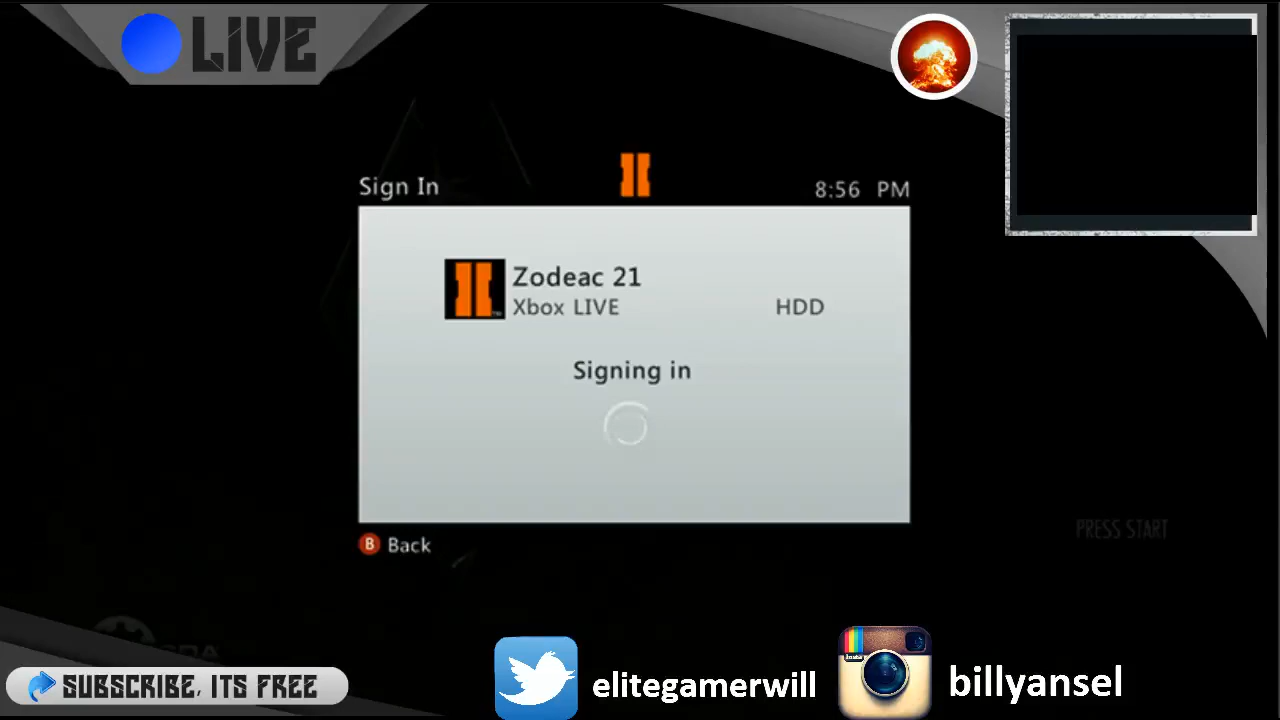 LIVE
Sign In
8:56 PM
Zodeac 21
Xbox LIVE
HDD
Signing in
B Back
PRESS START
SUBSCRIBE, ITS FREE
elitegamerwill
Insta
billyansel